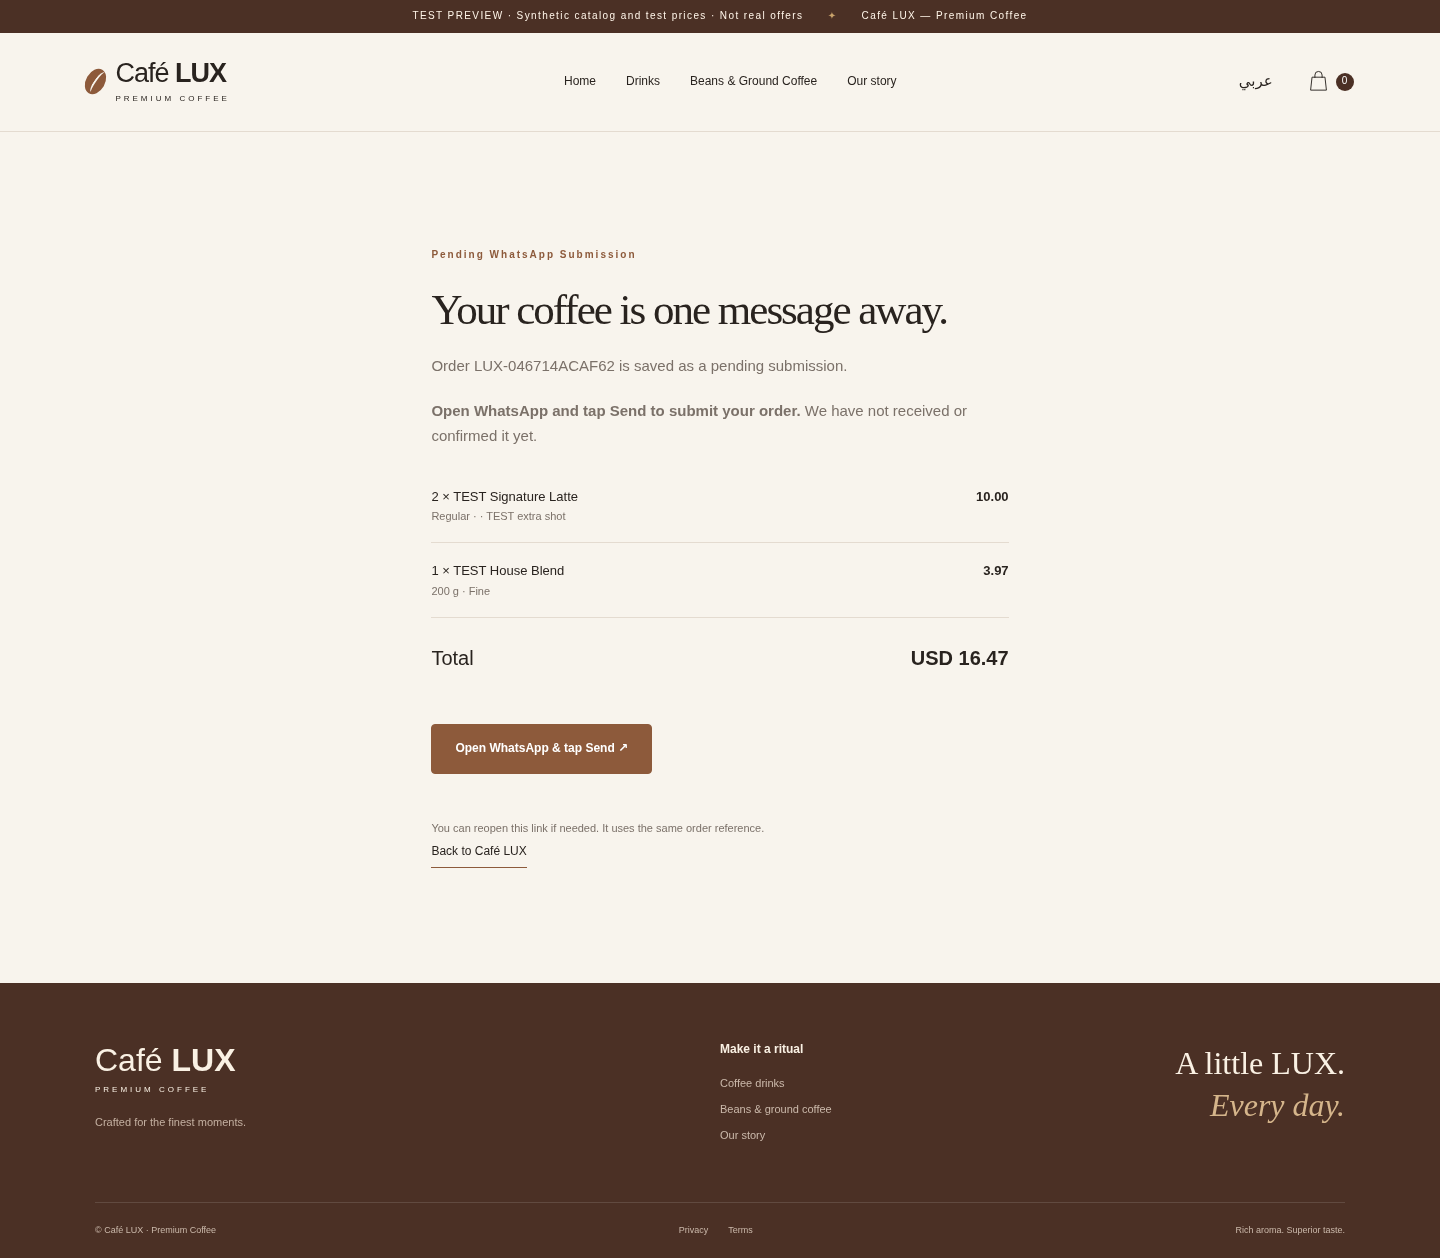 TEST PREVIEW · Synthetic catalog and test prices · Not real offers ✦ Café LUX — Premium Coffee
Café LUX
PREMIUM COFFEE
Home Drinks Beans & Ground Coffee Our story
عربي
0
Pending WhatsApp Submission
Your coffee is one message away.
Order LUX-046714ACAF62 is saved as a pending submission.
Open WhatsApp and tap Send to submit your order. We have not received or
confirmed it yet.
2 × TEST Signature Latte 10.00
Regular · · TEST extra shot
1 × TEST House Blend 3.97
200 g · Fine
Total USD 16.47
Open WhatsApp & tap Send ↗
You can reopen this link if needed. It uses the same order reference.
Back to Café LUX
Café LUX
PREMIUM COFFEE
Crafted for the finest moments.
Make it a ritual
Coffee drinks
Beans & ground coffee
Our story
A little LUX.
Every day.
© Café LUX · Premium Coffee
Privacy Terms
Rich aroma. Superior taste.